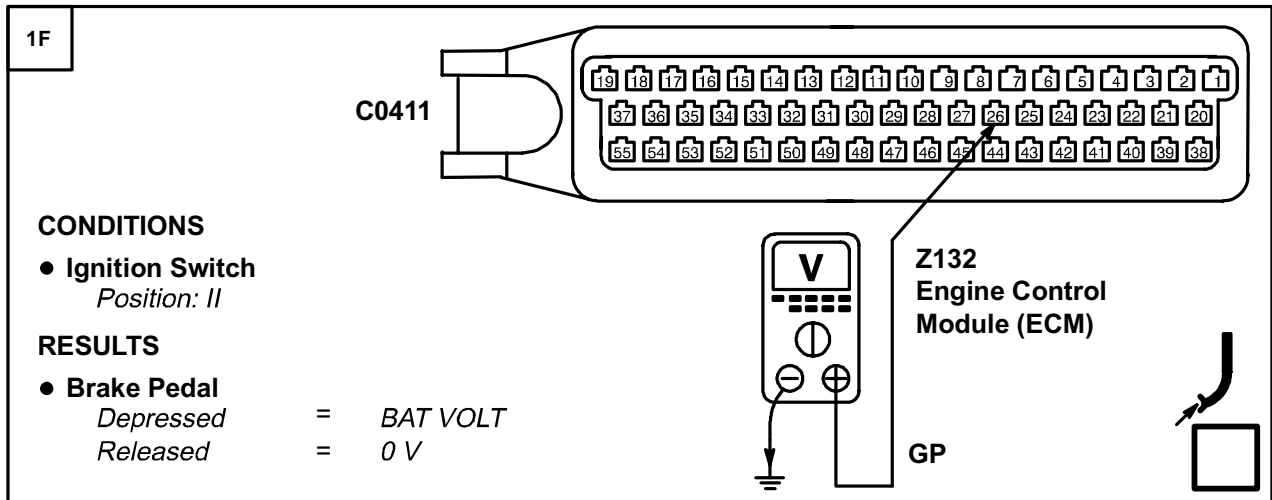 1F
C0411
19 18 17 16 15 14 13 12 11 10 9 8 7 6 5 4 3 2 1
37 36 35 34 33 32 31 30 29 28 27 26 25 24 23 22 21 20
55 54 53 52 51 50 49 48 47 46 45 44 43 42 41 40 39 38
CONDITIONS
● Ignition Switch
Position: II
RESULTS
● Brake Pedal
Depressed = BAT VOLT
Released = 0 V
V
Z132
Engine Control
Module (ECM)
GP